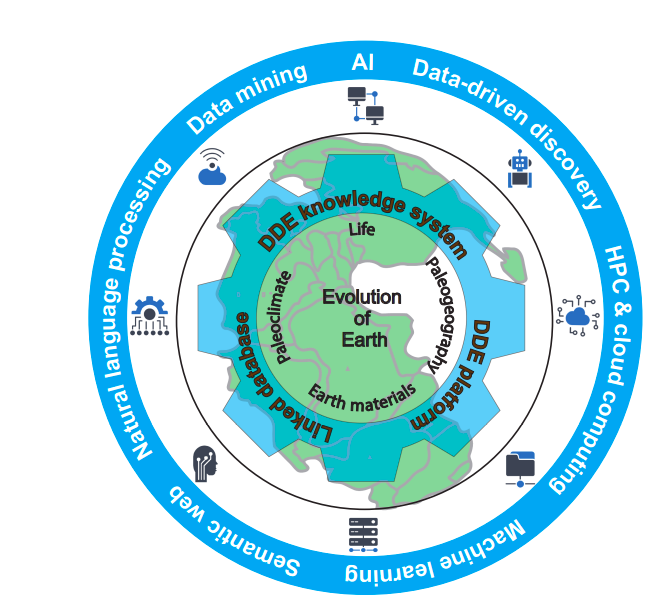 AI
Data-driven discovery
HPC & cloud computing
Machine learning
Semantic web
Natural language processing
Data mining
DDE knowledge system
DDE platform
Linked database
Life
Paleogeography
Earth materials
Paleoclimate
Evolution
of
Earth